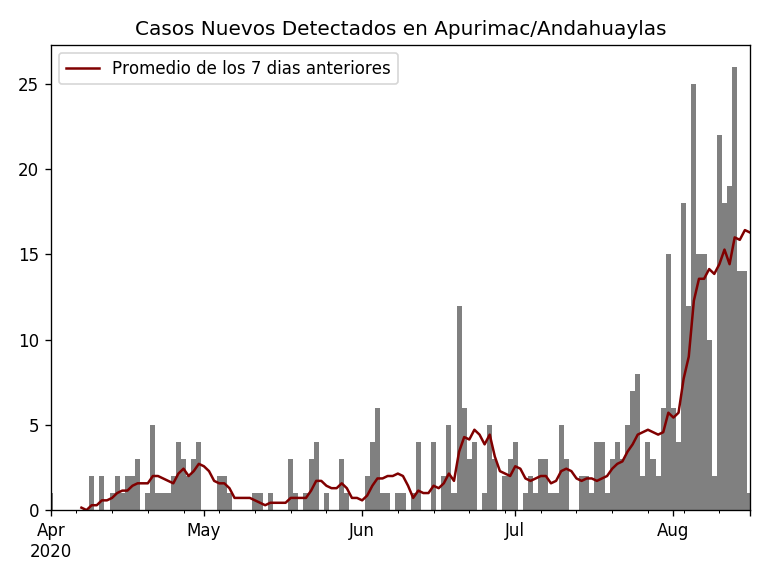 Casos Nuevos Detectados en Apurimac/Andahuaylas
Promedio de los 7 dias anteriores
25
20
15
10
5
0
Apr May Jun Jul Aug
2020